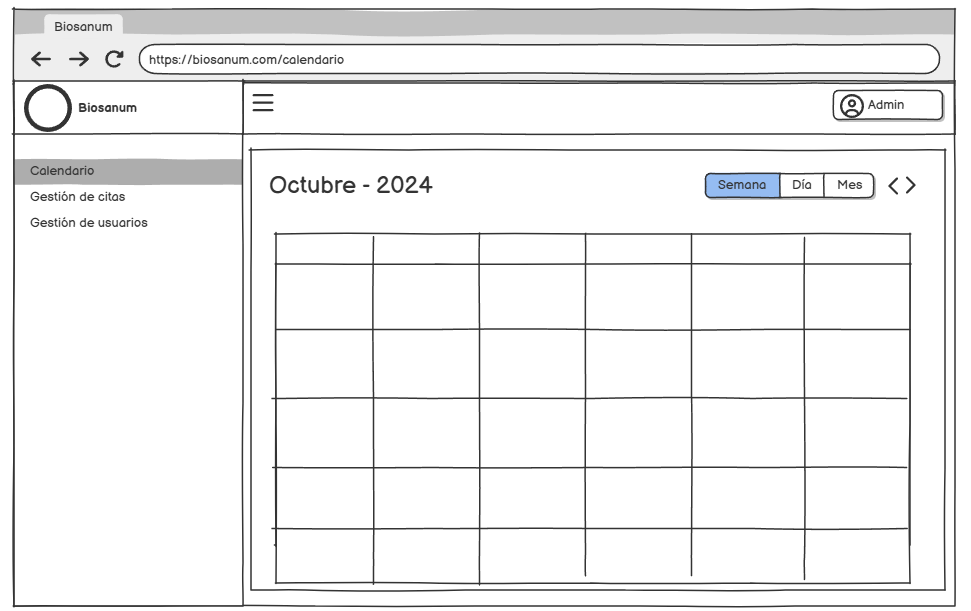 Biosanum
https://biosanum.com/calendario
Biosanum
Admin
Calendario
Gestión de citas
Gestión de usuarios
Octubre - 2024
Semana Día Mes